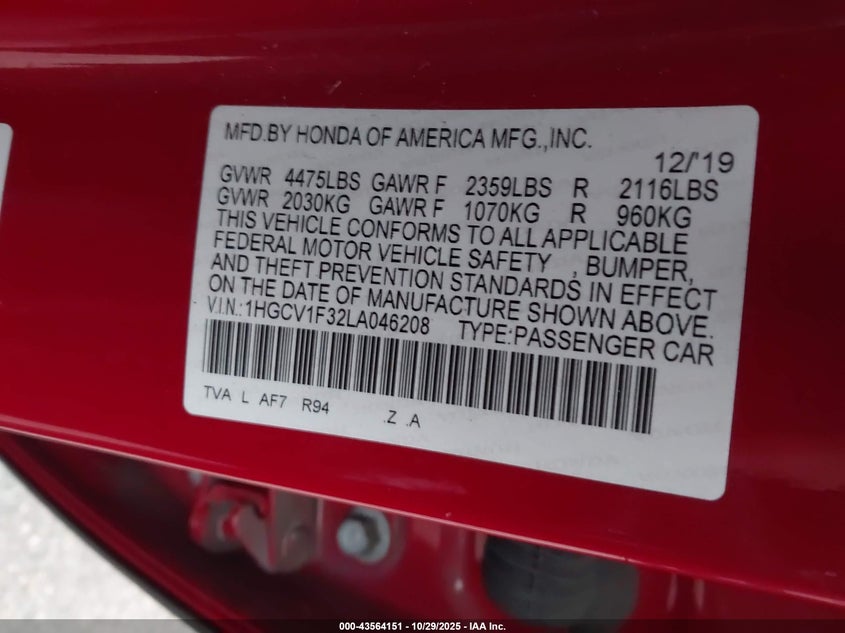 MFD.BY HONDA OF AMERICA MFG.,INC.
12/'19
GVWR 4475LBS GAWR F 2359LBS R 2116LBS
GVWR 2030KG GAWR F 1070KG R 960KG
THIS VEHICLE CONFORMS TO ALL APPLICABLE
FEDERAL MOTOR VEHICLE SAFETY , BUMPER,
AND THEFT PREVENTION STANDARDS IN EFFECT
ON THE DATE OF MANUFACTURE SHOWN ABOVE.
V.I.N.:1HGCV1F32LA046208 TYPE:PASSENGER CAR
TVA L AF7 R94 .Z .A
000-43564151 | 10/29/2025 - IAA Inc.